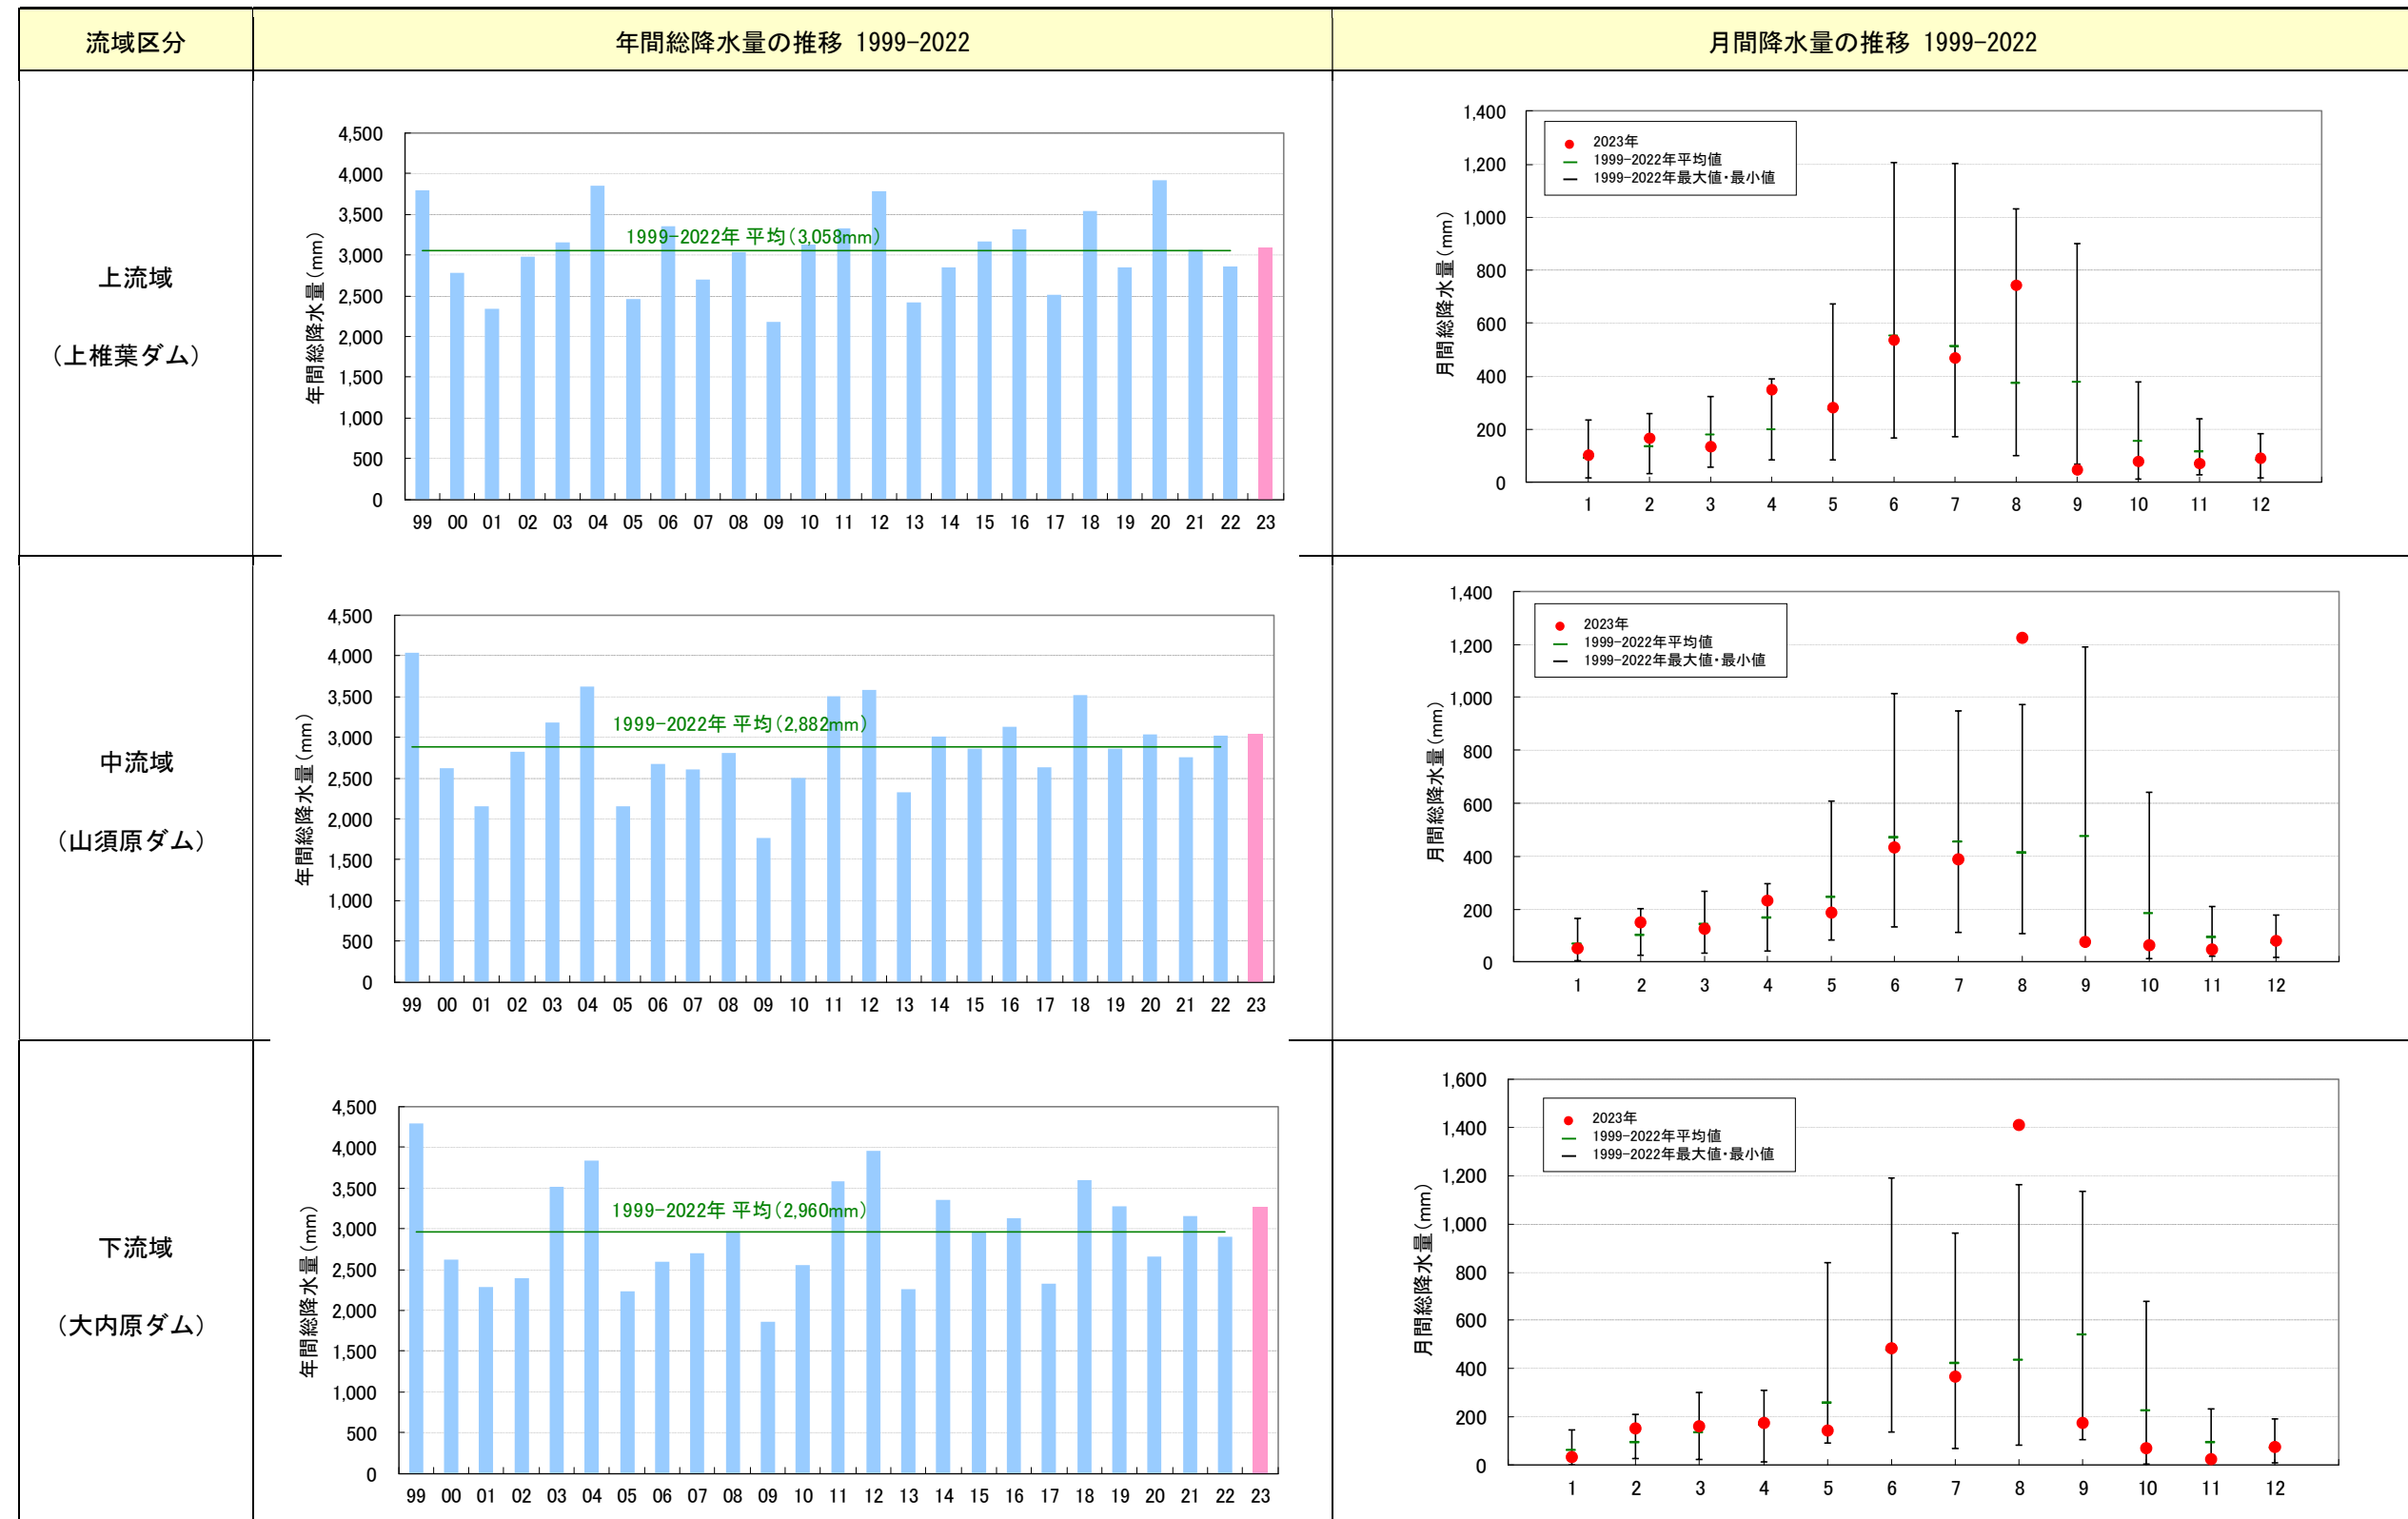 流域区分
年間総降水量の推移 1999-2022
月間降水量の推移 1999-2022
上流域
（上椎葉ダム）
年間総降水量(mm)
4,500
4,000
3,500
3,000
2,500
2,000
1,500
1,000
500
0
1999-2022年 平均(3,058mm)
99 00 01 02 03 04 05 06 07 08 09 10 11 12 13 14 15 16 17 18 19 20 21 22 23
月間総降水量(mm)
1,400
1,200
1,000
800
600
400
200
0
2023年
1999-2022年平均値
1999-2022年最大値・最小値
1 2 3 4 5 6 7 8 9 10 11 12
中流域
（山須原ダム）
年間総降水量(mm)
4,500
4,000
3,500
3,000
2,500
2,000
1,500
1,000
500
0
1999-2022年 平均(2,882mm)
99 00 01 02 03 04 05 06 07 08 09 10 11 12 13 14 15 16 17 18 19 20 21 22 23
月間総降水量(mm)
1,400
1,200
1,000
800
600
400
200
0
2023年
1999-2022年平均値
1999-2022年最大値・最小値
1 2 3 4 5 6 7 8 9 10 11 12
下流域
（大内原ダム）
年間総降水量(mm)
4,500
4,000
3,500
3,000
2,500
2,000
1,500
1,000
500
0
1999-2022年 平均(2,960mm)
99 00 01 02 03 04 05 06 07 08 09 10 11 12 13 14 15 16 17 18 19 20 21 22 23
月間総降水量(mm)
1,600
1,400
1,200
1,000
800
600
400
200
0
2023年
1999-2022年平均値
1999-2022年最大値・最小値
1 2 3 4 5 6 7 8 9 10 11 12